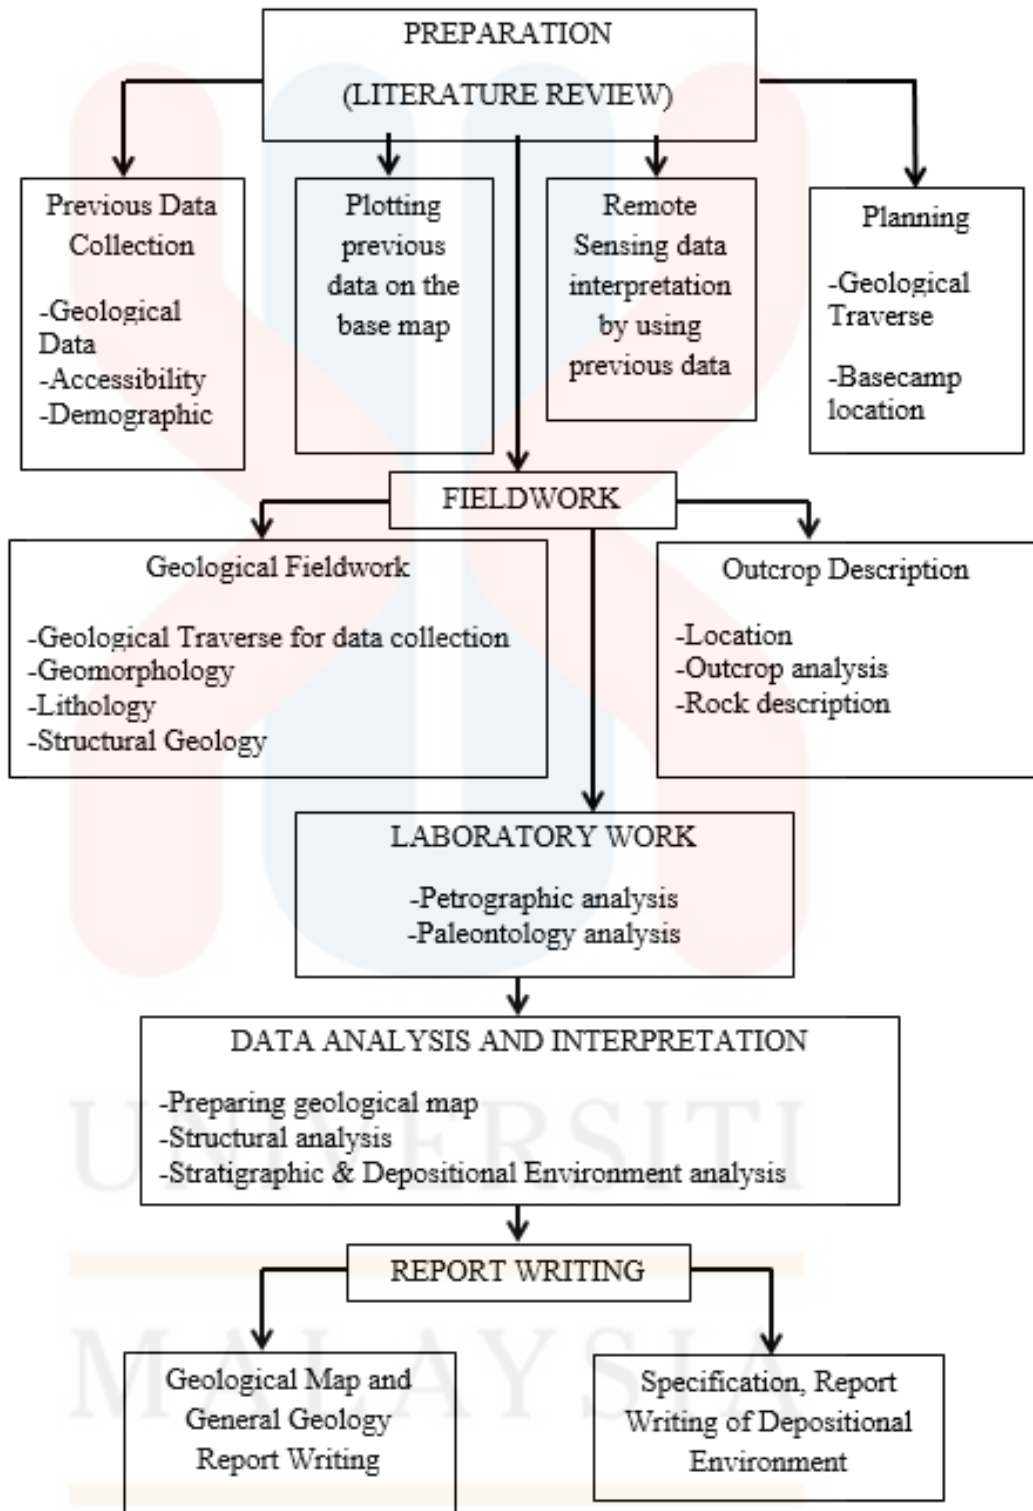 PREPARATION
(LITERATURE REVIEW)
Previous Data
Collection
-Geological
Data
-Accessibility
-Demographic
Plotting
previous
data on the
base map
Remote
Sensing data
interpretation
by using
previous data
Planning
-Geological
Traverse
-Basecamp
location
FIELDWORK
Geological Fieldwork
-Geological Traverse for data collection
-Geomorphology
-Lithology
-Structural Geology
Outcrop Description
-Location
-Outcrop analysis
-Rock description
LABORATORY WORK
-Petrographic analysis
-Paleontology analysis
DATA ANALYSIS AND INTERPRETATION
-Preparing geological map
-Structural analysis
-Stratigraphic & Depositional Environment analysis
UNIVERSITI
REPORT WRITING
MALAYSIA
Geological Map and
General Geology
Report Writing
Specification, Report
Writing of Depositional
Environment